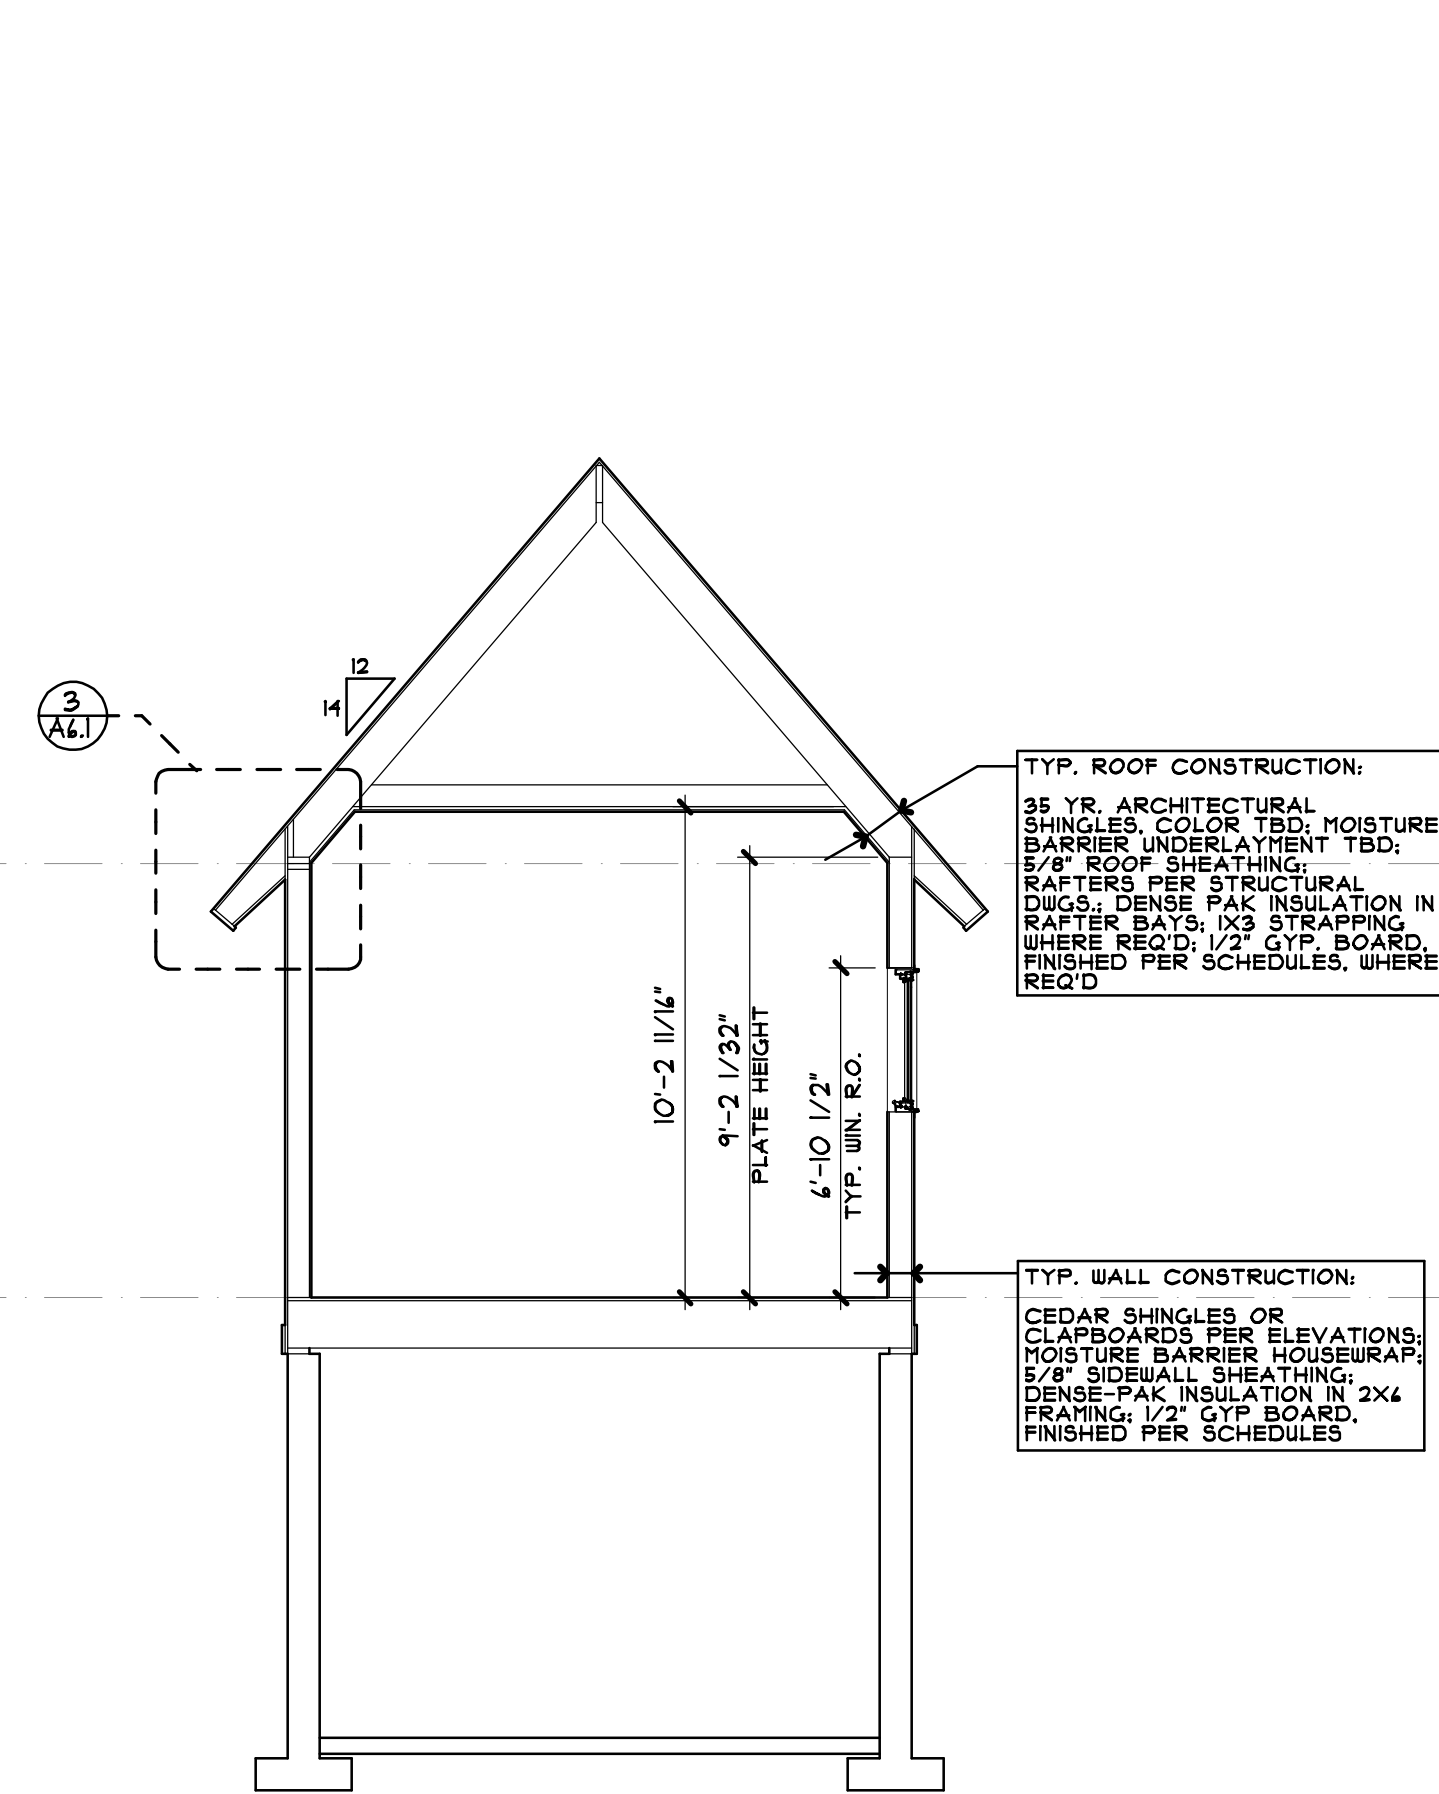 12
14
3
A6.1
TYP. ROOF CONSTRUCTION:
35 YR. ARCHITECTURAL
SHINGLES, COLOR TBD; MOISTURE
BARRIER UNDERLAYMENT TBD;
5/8" ROOF SHEATHING;
RAFTERS PER STRUCTURAL
DWGS.; DENSE PAK INSULATION IN
RAFTER BAYS; 1X3 STRAPPING
WHERE REQ'D; 1/2" GYP. BOARD,
FINISHED PER SCHEDULES, WHERE
REQ'D
10'-2 11/16"
9'-2 1/32"
PLATE HEIGHT
6'-10 1/2"
TYP. WIN. R.O.
TYP. WALL CONSTRUCTION:
CEDAR SHINGLES OR
CLAPBOARDS PER ELEVATIONS;
MOISTURE BARRIER HOUSEWRAP;
5/8" SIDEWALL SHEATHING;
DENSE-PAK INSULATION IN 2X6
FRAMING; 1/2" GYP BOARD,
FINISHED PER SCHEDULES